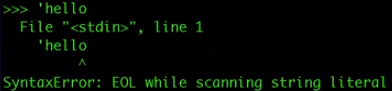 >>> 'hello
  File "<stdin>", line 1
    'hello
         ^
SyntaxError: EOL while scanning string literal